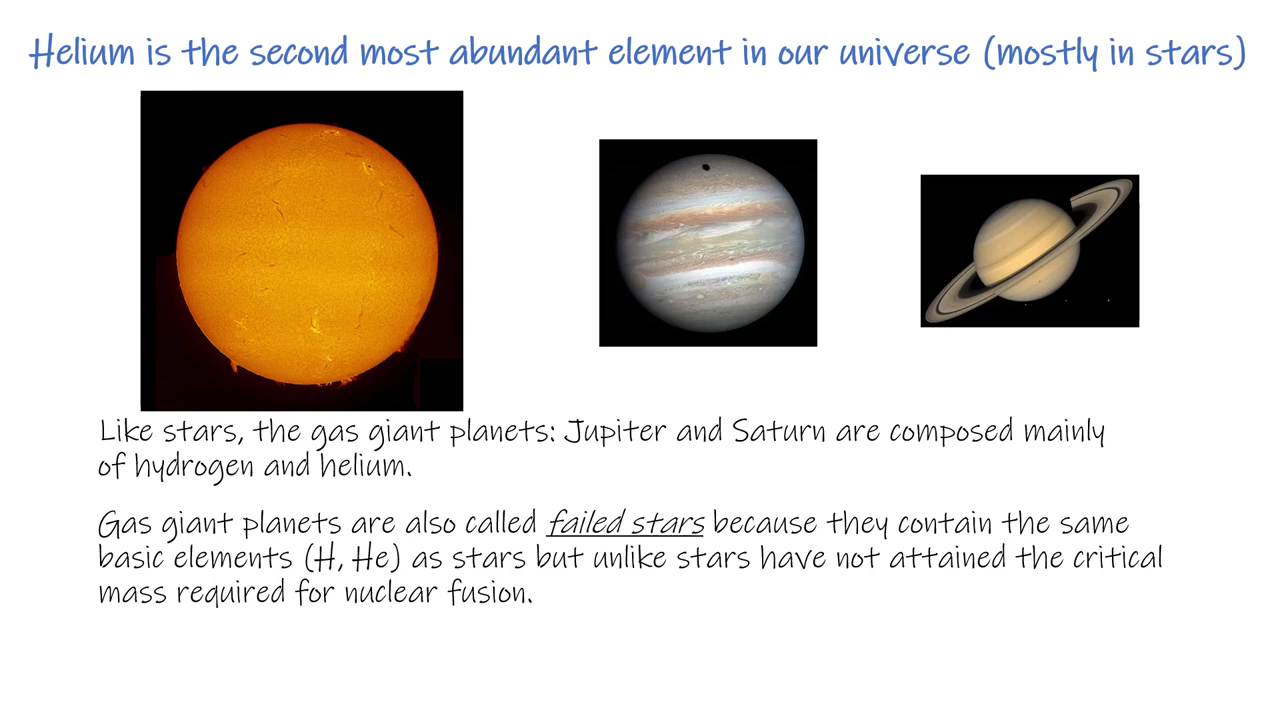 Helium is the second most abundant element in our universe (mostly in stars)
Like stars, the gas giant planets: Jupiter and Saturn are composed mainly
of hydrogen and helium.
Gas giant planets are also called failed stars because they contain the same
basic elements (H, He) as stars but unlike stars have not attained the critical
mass required for nuclear fusion.